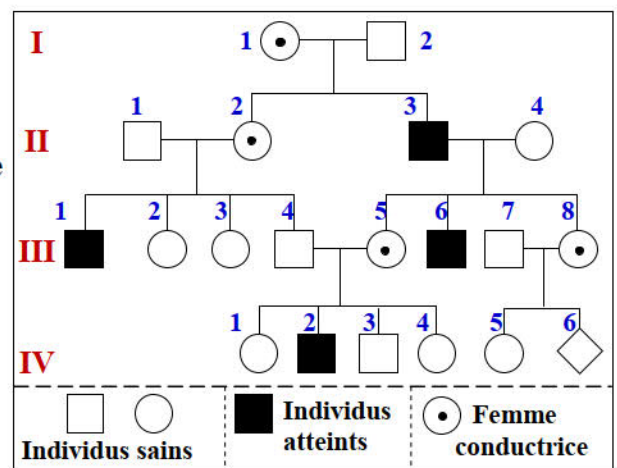 I 1 2
1 2 3 4
II
e
1 2 3 4 5 6 7 8
III
1 2 3 4 5 6
IV
Individus sains
Individus
atteints
Femme
conductrice